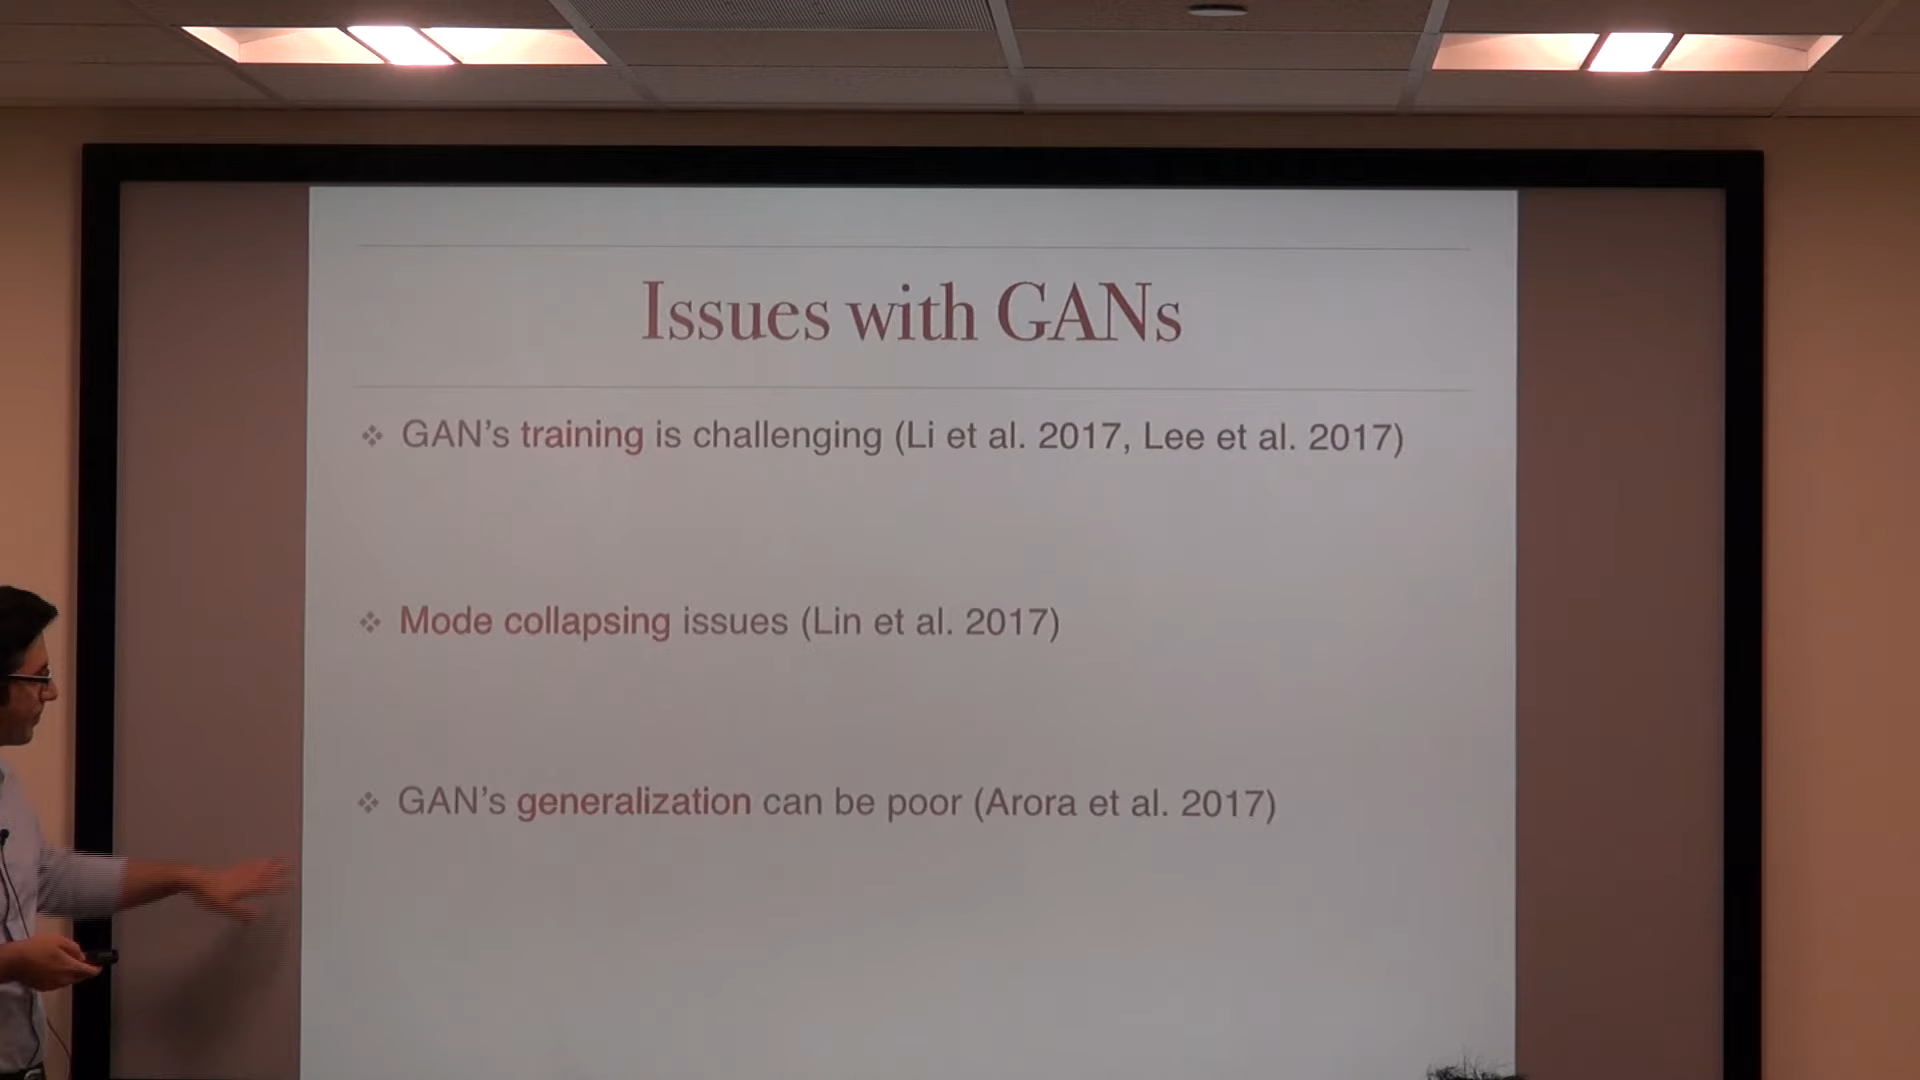 Issues with GANs
GAN's training is challenging (Li et al. 2017, Lee et al. 2017)
Mode collapsing issues (Lin et al. 2017)
GAN's generalization can be poor (Arora et al. 2017)